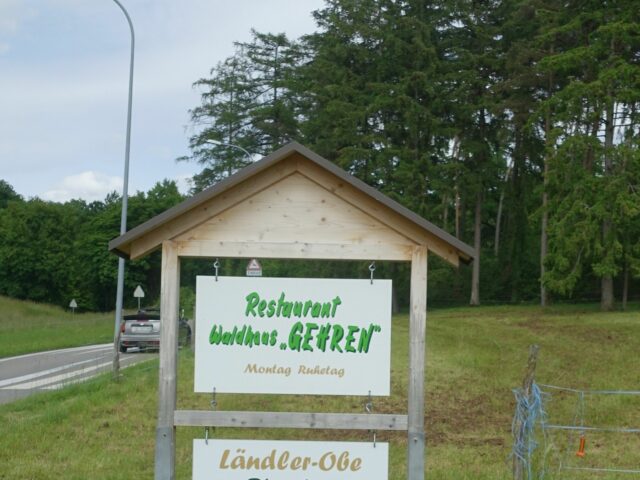 Restaurant
Waldhaus „GEHREN"
Montag Ruhetag
Ländler-Obe